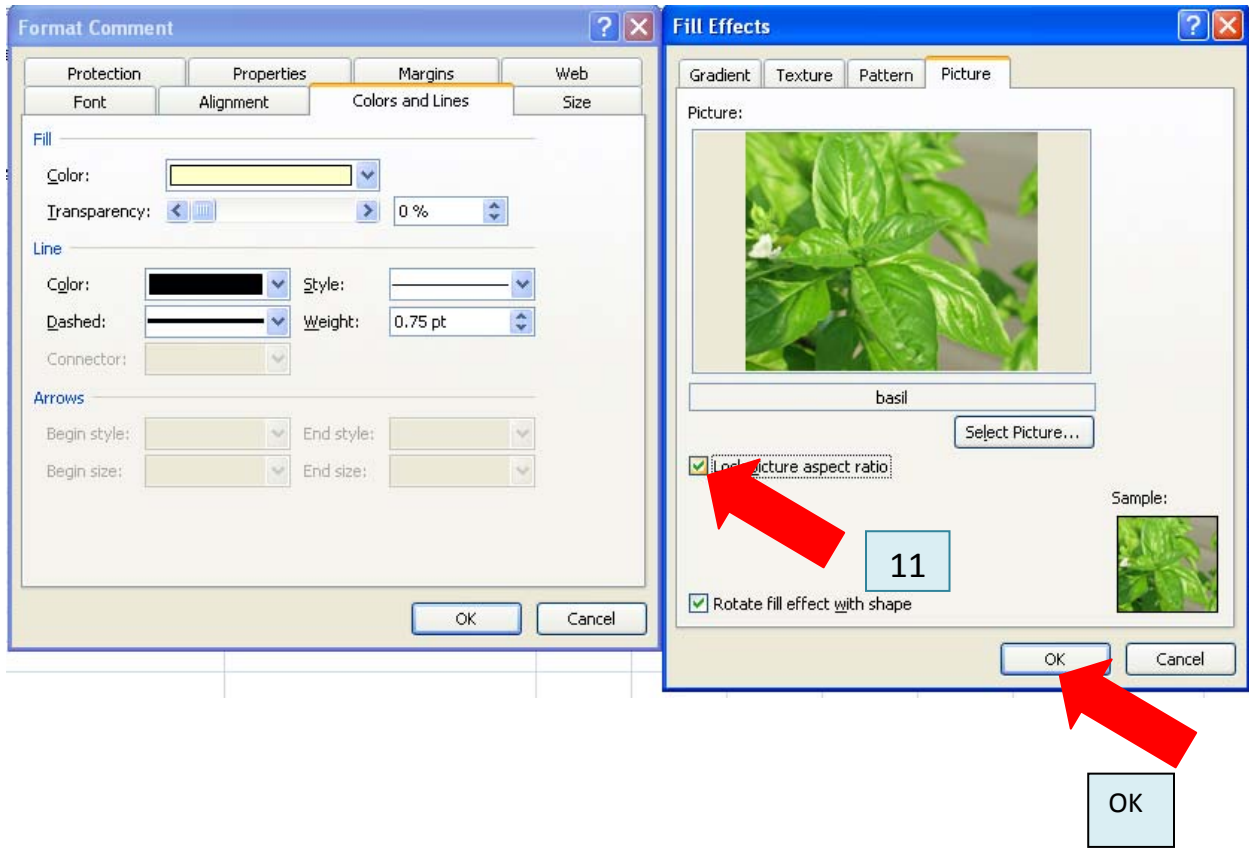 Format Comment
Protection Properties Margins Web
Font Alignment Colors and Lines Size
Fill
Color:
Transparency: 0 %
Line
Color: Style:
Dashed: Weight: 0.75 pt
Connector:
Arrows
Begin style: End style:
Begin size: End size:
OK Cancel
Fill Effects
Gradient Texture Pattern Picture
Picture:
basil
Select Picture...
Lock picture aspect ratio
Sample:
11
Rotate fill effect with shape
OK Cancel
OK